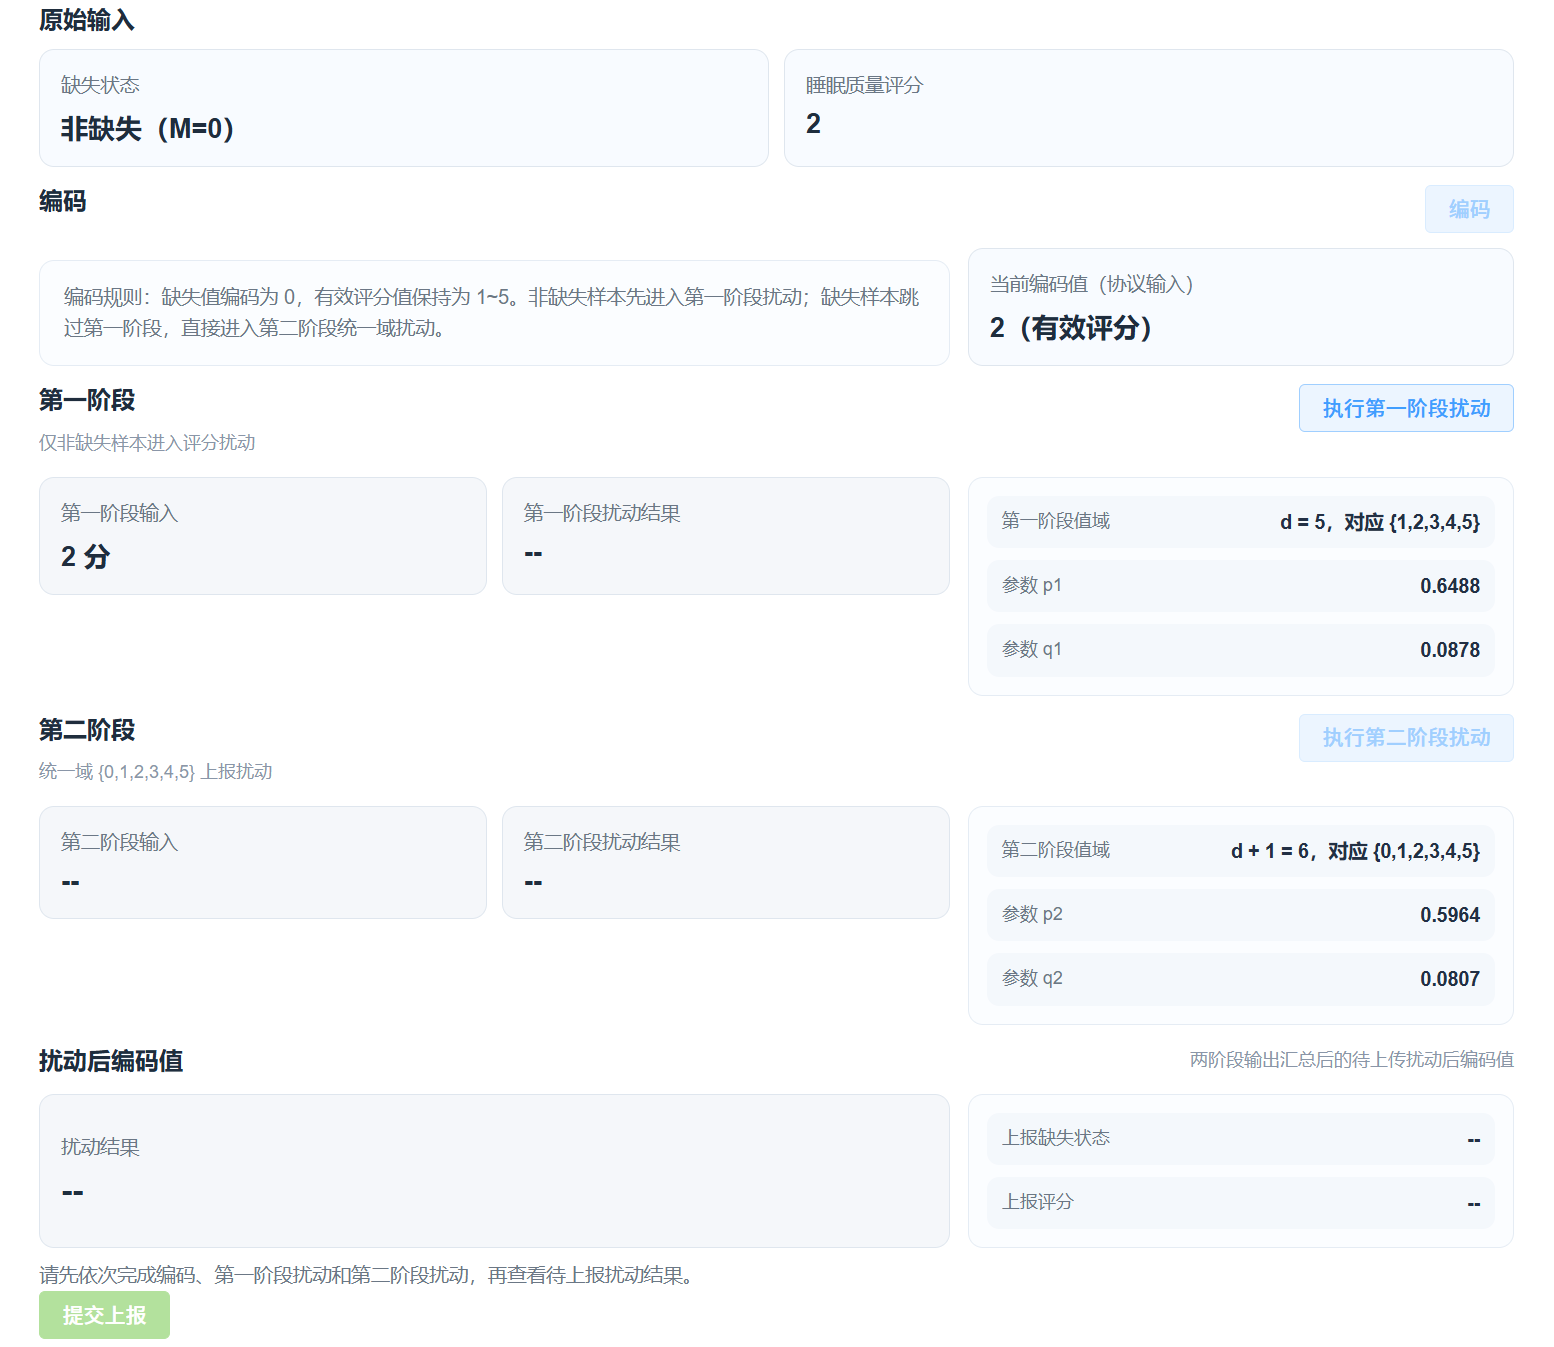 原始输入
缺失状态
非缺失（M=0）
睡眠质量评分
2
编码
编码
编码规则：缺失值编码为 0，有效评分值保持为 1~5。非缺失样本先进入第一阶段扰动；缺失样本跳
过第一阶段，直接进入第二阶段统一域扰动。
当前编码值（协议输入）
2（有效评分）
第一阶段
执行第一阶段扰动
仅非缺失样本进入评分扰动
第一阶段输入
2 分
第一阶段扰动结果
--
第一阶段值域
d = 5，对应 {1,2,3,4,5}
参数 p1
0.6488
参数 q1
0.0878
第二阶段
执行第二阶段扰动
统一域 {0,1,2,3,4,5} 上报扰动
第二阶段输入
--
第二阶段扰动结果
--
第二阶段值域
d + 1 = 6，对应 {0,1,2,3,4,5}
参数 p2
0.5964
参数 q2
0.0807
扰动后编码值
两阶段输出汇总后的待上传扰动后编码值
扰动结果
--
上报缺失状态
--
上报评分
--
请先依次完成编码、第一阶段扰动和第二阶段扰动，再查看待上报扰动结果。
提交上报